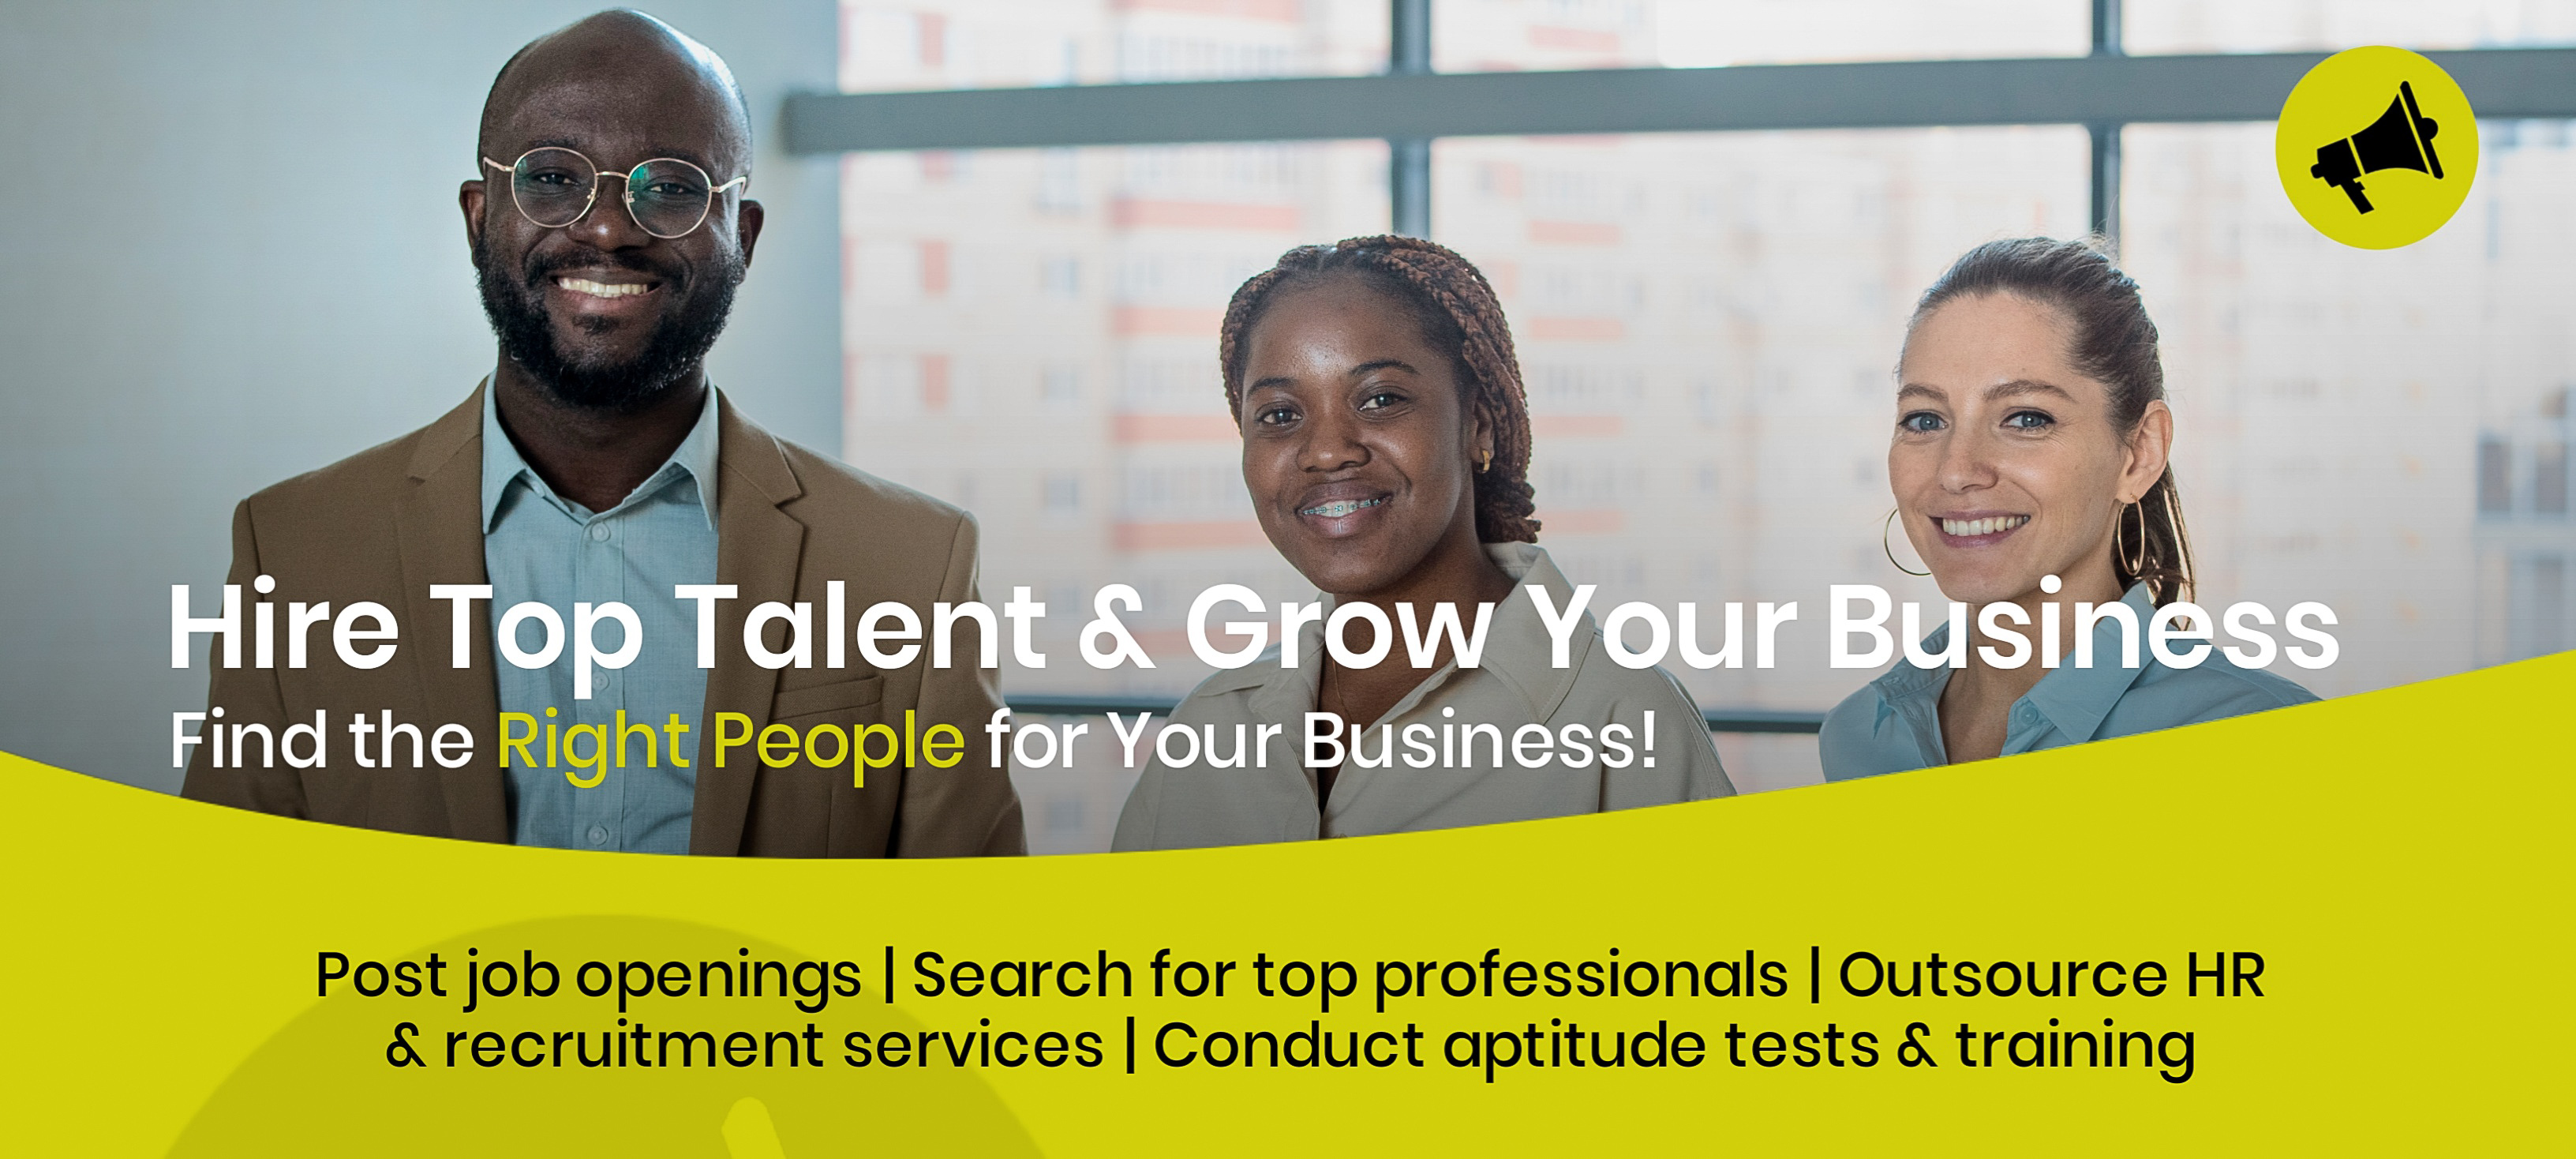 Hire Top Talent & Grow Your Business
Find the Right People for Your Business!
Post job openings | Search for top professionals | Outsource HR
& recruitment services | Conduct aptitude tests & training